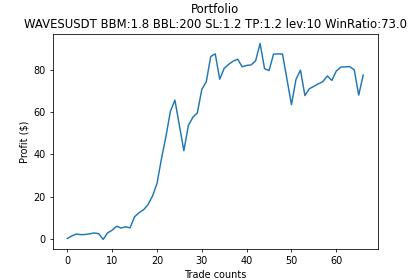 Portfolio
WAVESUSDT BBM:1.8 BBL:200 SL:1.2 TP:1.2 lev:10 WinRatio:73.0
80
60
40
20
0
Profit ($)
0 10 20 30 40 50 60
Trade counts